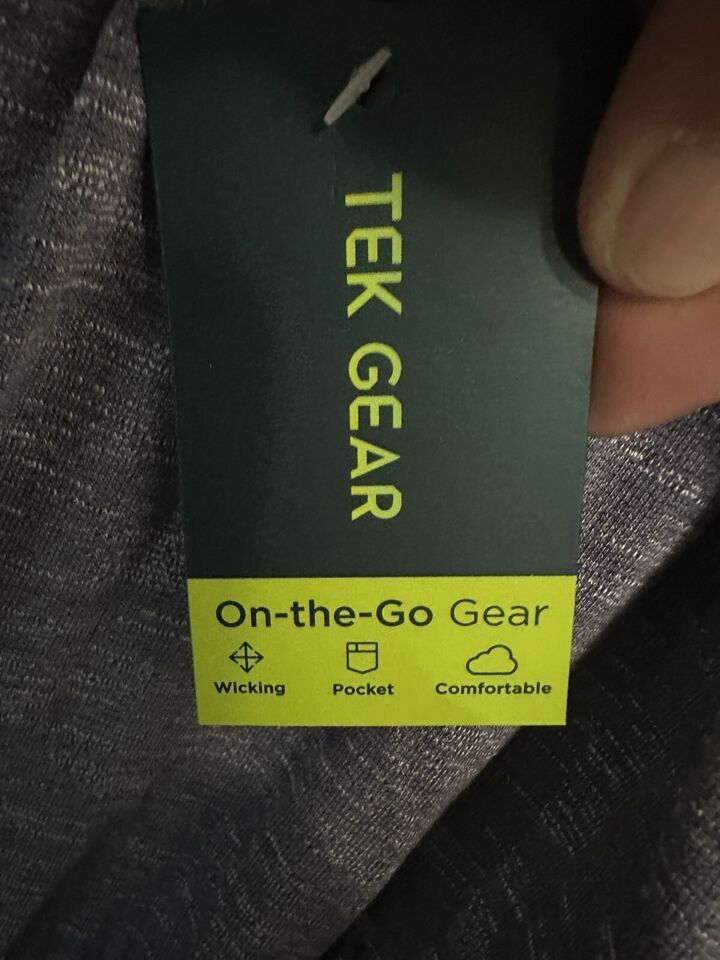 TEK GEAR
On-the-Go Gear
Wicking Pocket Comfortable